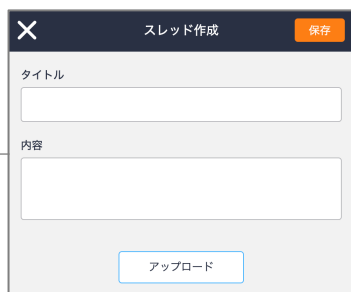 スレッド作成
保存
タイトル
内容
アップロード